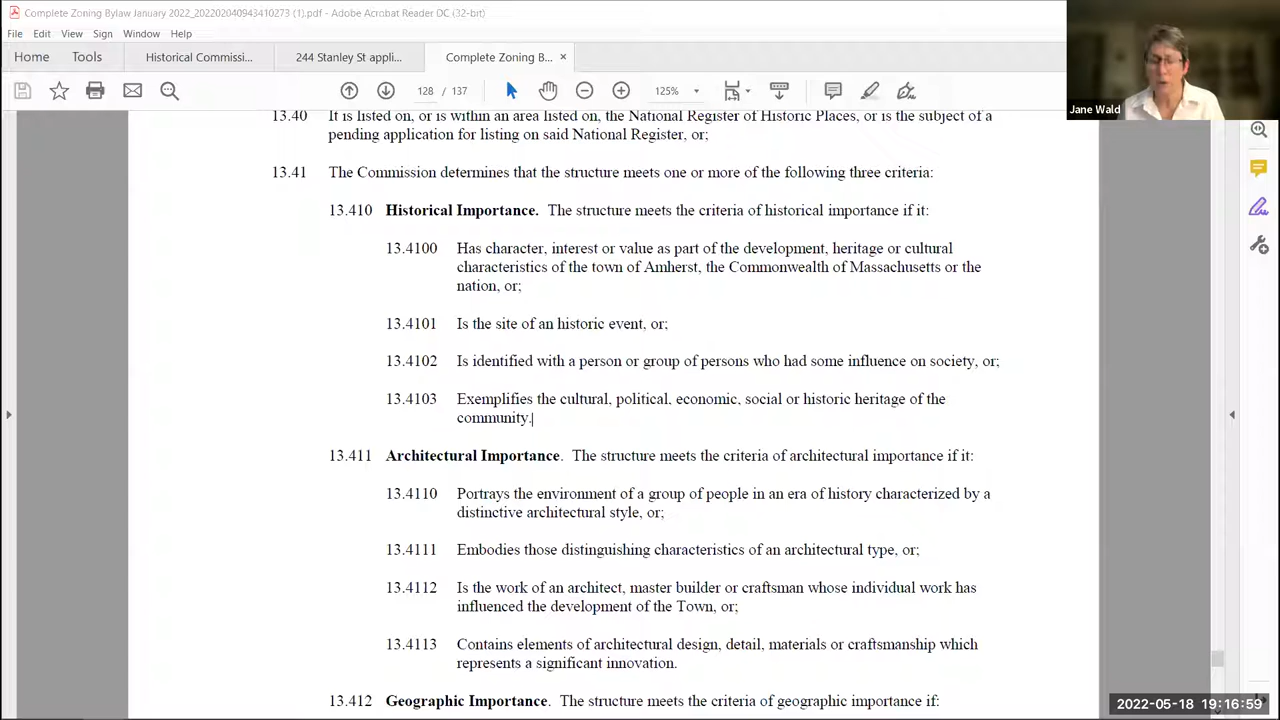 Complete Zoning Bylaw January 2022_202202040943410273 (1).pdf - Adobe Acrobat Reader DC (32-bit)
File Edit View Sign Window Help
Home Tools Historical Commissi... 244 Stanley St appli... Complete Zoning B... ×
128 / 137 125%
Jane Wald
13.40 It is listed on, or is within an area listed on, the National Register of Historic Places, or is the subject of a
pending application for listing on said National Register, or;
13.41 The Commission determines that the structure meets one or more of the following three criteria:
13.410 Historical Importance. The structure meets the criteria of historical importance if it:
13.4100 Has character, interest or value as part of the development, heritage or cultural
characteristics of the town of Amherst, the Commonwealth of Massachusetts or the
nation, or;
13.4101 Is the site of an historic event, or;
13.4102 Is identified with a person or group of persons who had some influence on society, or;
13.4103 Exemplifies the cultural, political, economic, social or historic heritage of the
community.
13.411 Architectural Importance. The structure meets the criteria of architectural importance if it:
13.4110 Portrays the environment of a group of people in an era of history characterized by a
distinctive architectural style, or;
13.4111 Embodies those distinguishing characteristics of an architectural type, or;
13.4112 Is the work of an architect, master builder or craftsman whose individual work has
influenced the development of the Town, or;
13.4113 Contains elements of architectural design, detail, materials or craftsmanship which
represents a significant innovation.
13.412 Geographic Importance. The structure meets the criteria of geographic importance if:
2022-05-18 19:16:59